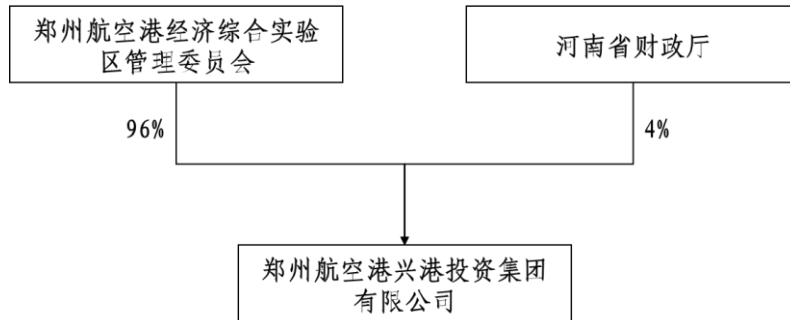 郑州航空港经济综合实验
区管理委员会
河南省财政厅
96%
4%
郑州航空港兴港投资集团
有限公司